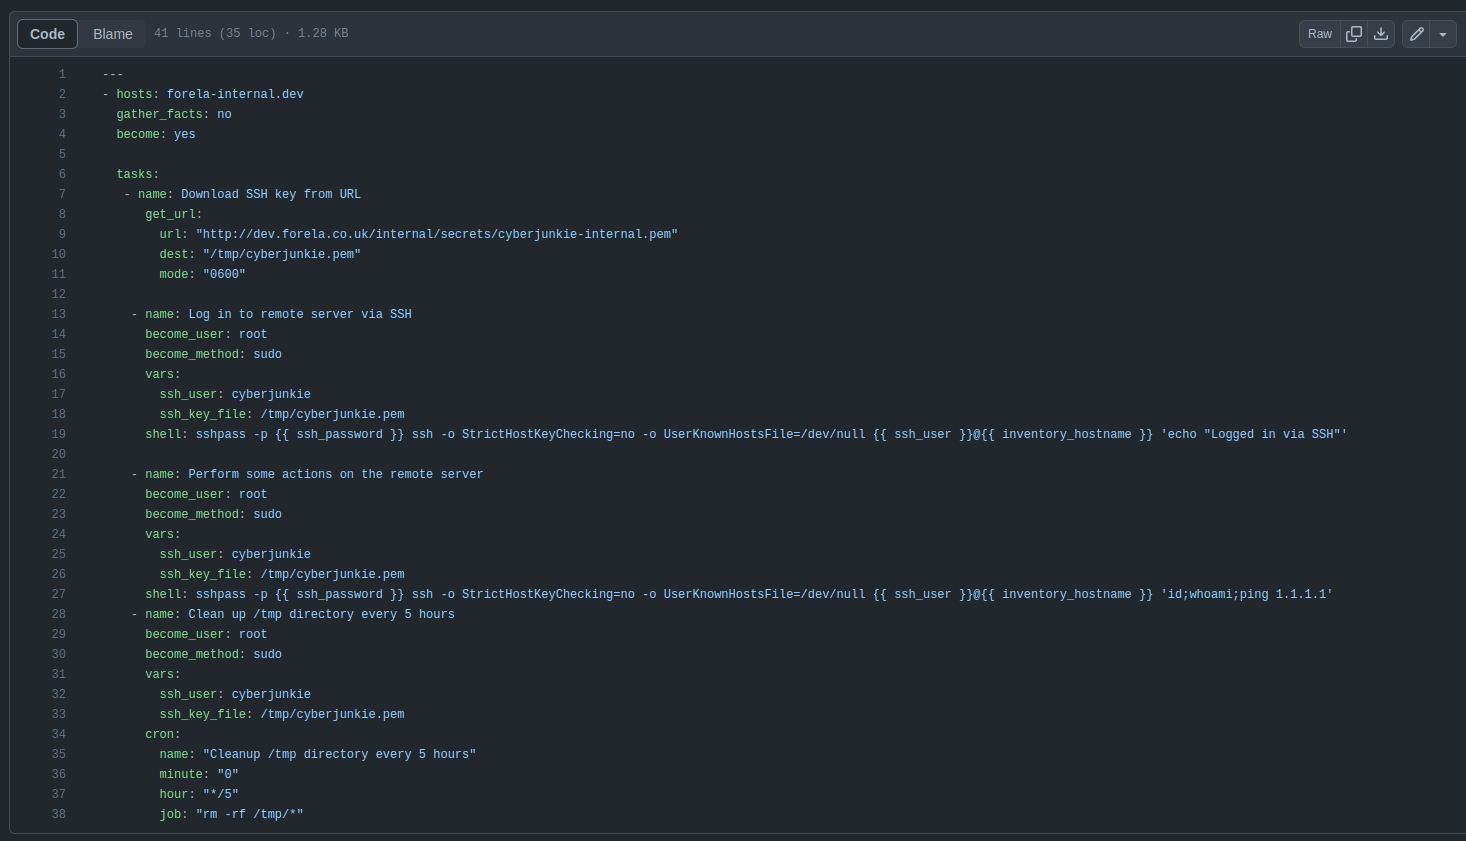 Code Blame 41 lines (35 loc) · 1.28 KB Raw
1 ---
2 - hosts: forela-internal.dev
3   gather_facts: no
4   become: yes
5
6   tasks:
7    - name: Download SSH key from URL
8       get_url:
9         url: "http://dev.forela.co.uk/internal/secrets/cyberjunkie-internal.pem"
10         dest: "/tmp/cyberjunkie.pem"
11         mode: "0600"
12
13     - name: Log in to remote server via SSH
14       become_user: root
15       become_method: sudo
16       vars:
17         ssh_user: cyberjunkie
18         ssh_key_file: /tmp/cyberjunkie.pem
19       shell: sshpass -p {{ ssh_password }} ssh -o StrictHostKeyChecking=no -o UserKnownHostsFile=/dev/null {{ ssh_user }}@{{ inventory_hostname }} 'echo "Logged in via SSH"'
20
21     - name: Perform some actions on the remote server
22       become_user: root
23       become_method: sudo
24       vars:
25         ssh_user: cyberjunkie
26         ssh_key_file: /tmp/cyberjunkie.pem
27       shell: sshpass -p {{ ssh_password }} ssh -o StrictHostKeyChecking=no -o UserKnownHostsFile=/dev/null {{ ssh_user }}@{{ inventory_hostname }} 'id;whoami;ping 1.1.1.1'
28     - name: Clean up /tmp directory every 5 hours
29       become_user: root
30       become_method: sudo
31       vars:
32         ssh_user: cyberjunkie
33         ssh_key_file: /tmp/cyberjunkie.pem
34       cron:
35         name: "Cleanup /tmp directory every 5 hours"
36         minute: "0"
37         hour: "*/5"
38         job: "rm -rf /tmp/*"